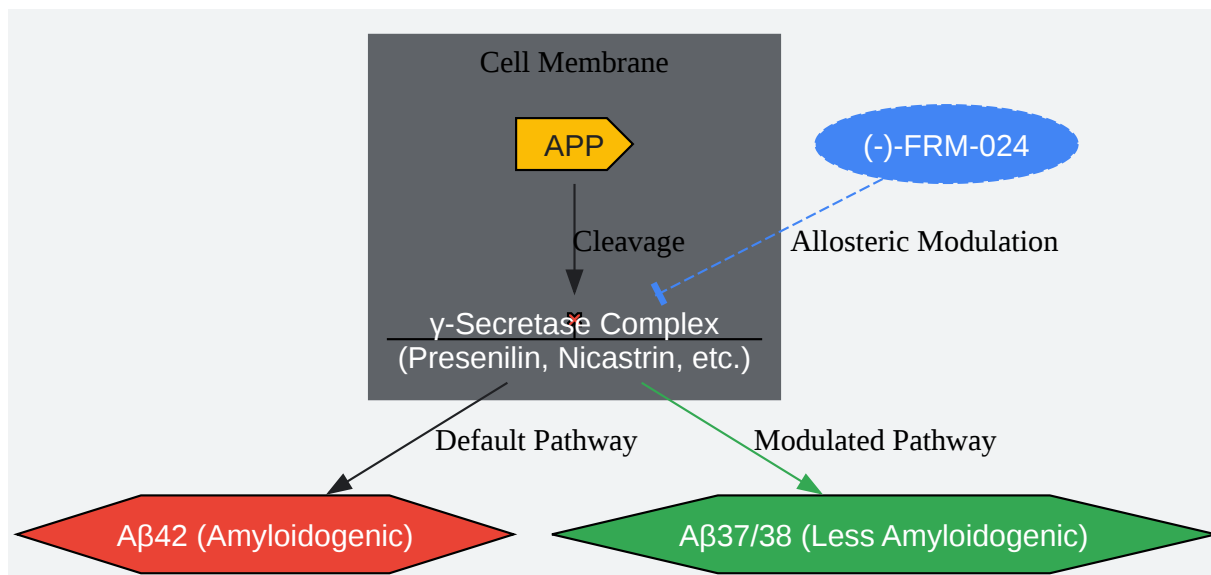 Cell Membrane
APP
(-)-FRM-024
Cleavage
Allosteric Modulation
γ-Secretase Complex
(Presenilin, Nicastrin, etc.)
Default Pathway
Modulated Pathway
Aβ42 (Amyloidogenic)
Aβ37/38 (Less Amyloidogenic)